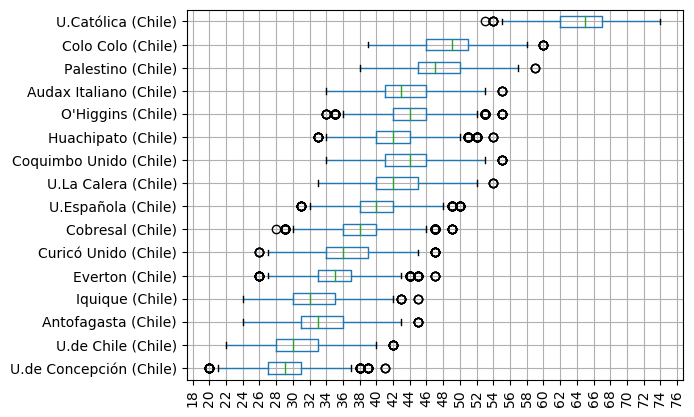 U.Católica (Chile)
Colo Colo (Chile)
Palestino (Chile)
Audax Italiano (Chile)
O'Higgins (Chile)
Huachipato (Chile)
Coquimbo Unido (Chile)
U.La Calera (Chile)
U.Española (Chile)
Cobresal (Chile)
Curicó Unido (Chile)
Everton (Chile)
Iquique (Chile)
Antofagasta (Chile)
U.de Chile (Chile)
U.de Concepción (Chile)
18 20 22 24 26 28 30 32 34 36 38 40 42 44 46 48 50 52 54 56 58 60 62 64 66 68 70 72 74 76